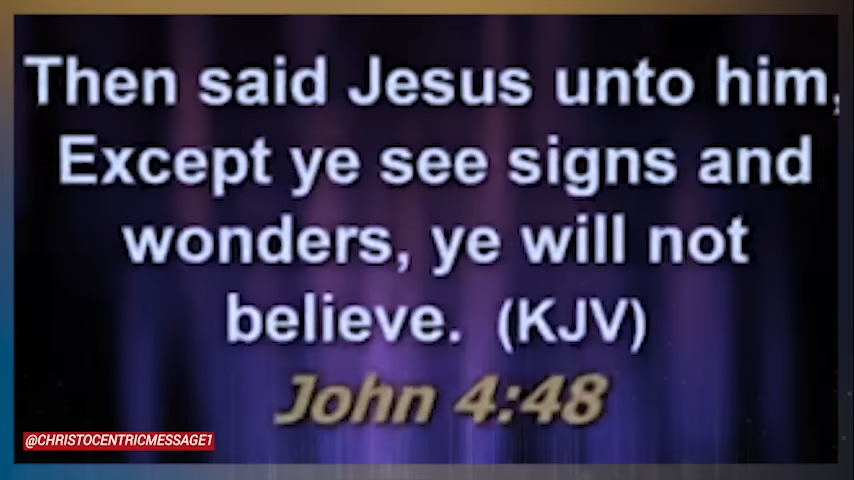 Then said Jesus unto him,
Except ye see signs and
wonders, ye will not
believe. (KJV)
John 4:48
@CHRISTOCENTRICMESSAGE1